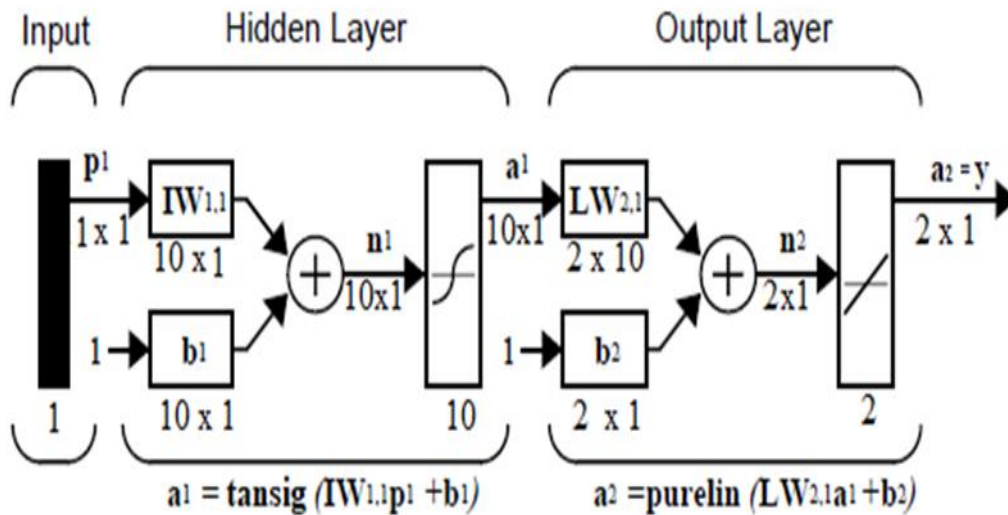 Input
Hidden Layer
Output Layer
p1
1 x 1
IW1,1
10 x 1
n1
10x1
1
b1
10 x 1
1
10
a1
10x1
LW2,1
2 x 10
n2
2x1
1
b2
2 x 1
2
a2 = y
2 x 1
a1 = tansig (IW1,1p1 +b1)
a2 =purelin (LW2,1a1+b2)